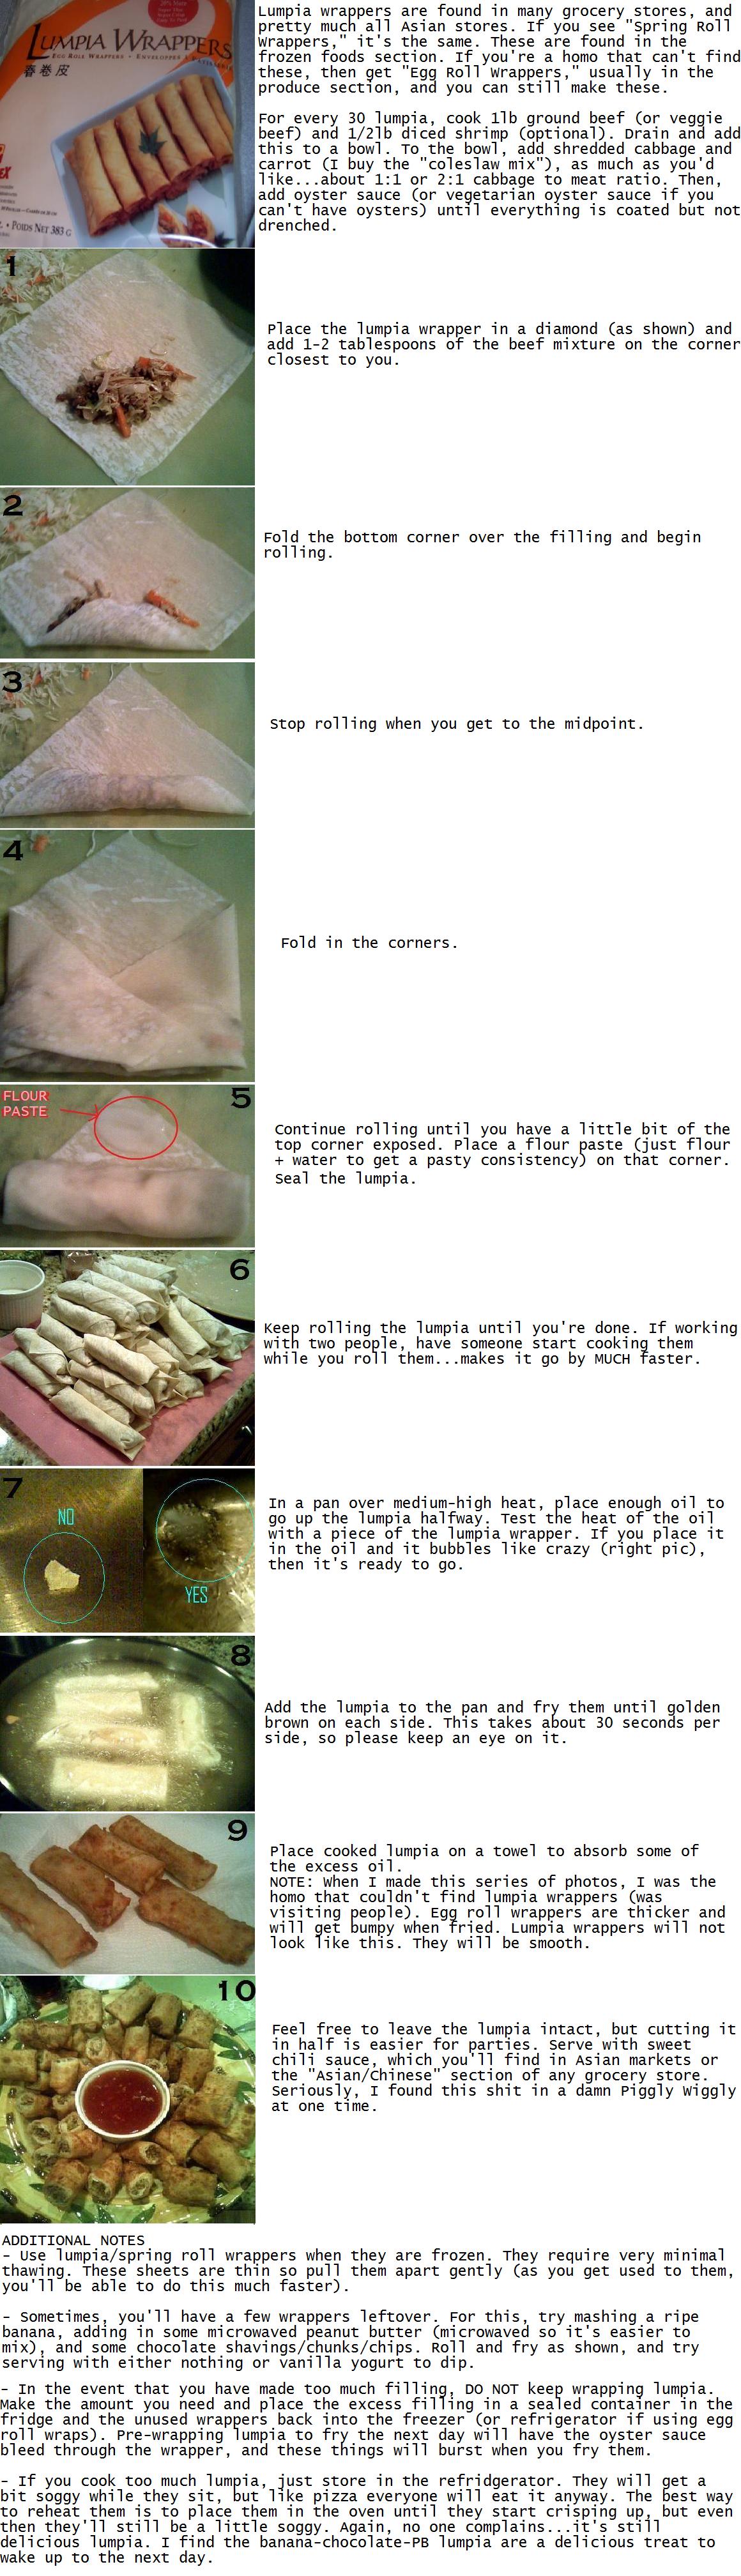 20% More
LUMPIA WRAPPERS
EGG ROLL WRAPPERS • ENVELOPPES
春卷皮
POIDS NET 383 G
Lumpia wrappers are found in many grocery stores, and
pretty much all Asian stores. If you see "Spring Roll
Wrappers," it's the same. These are found in the
frozen foods section. If you're a homo that can't find
these, then get "Egg Roll Wrappers," usually in the
produce section, and you can still make these.
For every 30 lumpia, cook 1lb ground beef (or veggie
beef) and 1/2lb diced shrimp (optional). Drain and add
this to a bowl. To the bowl, add shredded cabbage and
carrot (I buy the "coleslaw mix"), as much as you'd
like...about 1:1 or 2:1 cabbage to meat ratio. Then,
add oyster sauce (or vegetarian oyster sauce if you
can't have oysters) until everything is coated but not
drenched.
1
Place the lumpia wrapper in a diamond (as shown) and
add 1-2 tablespoons of the beef mixture on the corner
closest to you.
2
Fold the bottom corner over the filling and begin
rolling.
3
Stop rolling when you get to the midpoint.
4
Fold in the corners.
FLOUR
PASTE
5
Continue rolling until you have a little bit of the
top corner exposed. Place a flour paste (just flour
+ water to get a pasty consistency) on that corner.
Seal the lumpia.
6
Keep rolling the lumpia until you're done. If working
with two people, have someone start cooking them
while you roll them...makes it go by MUCH faster.
7
NO
YES
In a pan over medium-high heat, place enough oil to
go up the lumpia halfway. Test the heat of the oil
with a piece of the lumpia wrapper. If you place it
in the oil and it bubbles like crazy (right pic),
then it's ready to go.
8
Add the lumpia to the pan and fry them until golden
brown on each side. This takes about 30 seconds per
side, so please keep an eye on it.
9
Place cooked lumpia on a towel to absorb some of
the excess oil.
NOTE: When I made this series of photos, I was the
homo that couldn't find lumpia wrappers (was
visiting people). Egg roll wrappers are thicker and
will get bumpy when fried. Lumpia wrappers will not
look like this. They will be smooth.
10
Feel free to leave the lumpia intact, but cutting it
in half is easier for parties. Serve with sweet
chili sauce, which you'll find in Asian markets or
the "Asian/Chinese" section of any grocery store.
Seriously, I found this shit in a damn Piggly Wiggly
at one time.
ADDITIONAL NOTES
- Use lumpia/spring roll wrappers when they are frozen. They require very minimal
thawing. These sheets are thin so pull them apart gently (as you get used to them,
you'll be able to do this much faster).
- Sometimes, you'll have a few wrappers leftover. For this, try mashing a ripe
banana, adding in some microwaved peanut butter (microwaved so it's easier to
mix), and some chocolate shavings/chunks/chips. Roll and fry as shown, and try
serving with either nothing or vanilla yogurt to dip.
- In the event that you have made too much filling, DO NOT keep wrapping lumpia.
Make the amount you need and place the excess filling in a sealed container in the
fridge and the unused wrappers back into the freezer (or refrigerator if using egg
roll wraps). Pre-wrapping lumpia to fry the next day will have the oyster sauce
bleed through the wrapper, and these things will burst when you fry them.
- If you cook too much lumpia, just store in the refridgerator. They will get a
bit soggy while they sit, but like pizza everyone will eat it anyway. The best way
to reheat them is to place them in the oven until they start crisping up, but even
then they'll still be a little soggy. Again, no one complains...it's still
delicious lumpia. I find the banana-chocolate-PB lumpia are a delicious treat to
wake up to the next day.